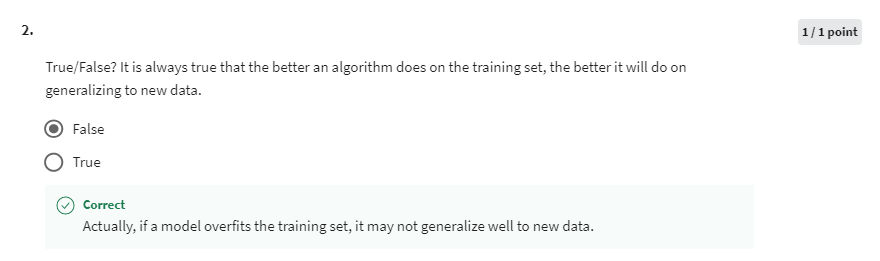 2.
1 / 1 point
True/False? It is always true that the better an algorithm does on the training set, the better it will do on
generalizing to new data.
False
True
Correct
Actually, if a model overfits the training set, it may not generalize well to new data.